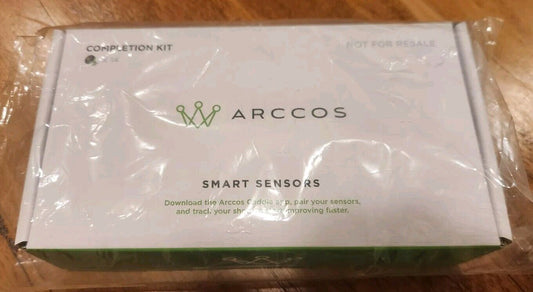 COMPLETION KIT
NOT FOR RESALE
ARCCOS
SMART SENSORS
Download the Arccos Caddie app, pair your sensors,
and track your shots improving faster.